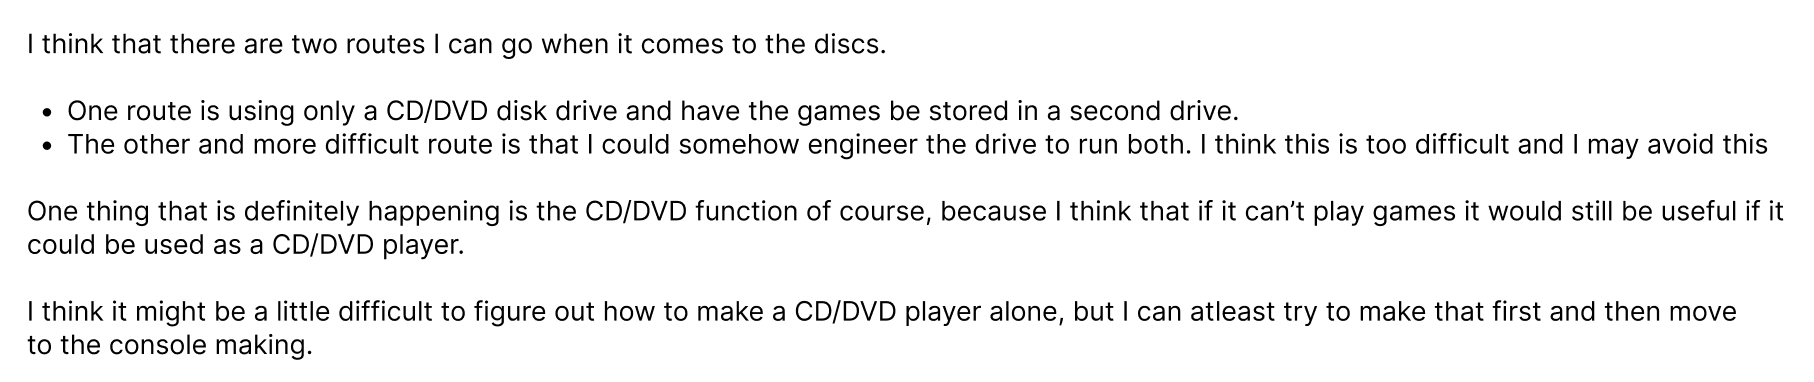 I think that there are two routes I can go when it comes to the discs.
• One route is using only a CD/DVD disk drive and have the games be stored in a second drive.
• The other and more difficult route is that I could somehow engineer the drive to run both. I think this is too difficult and I may avoid this
One thing that is definitely happening is the CD/DVD function of course, because I think that if it can’t play games it would still be useful if it
could be used as a CD/DVD player.
I think it might be a little difficult to figure out how to make a CD/DVD player alone, but I can atleast try to make that first and then move
to the console making.